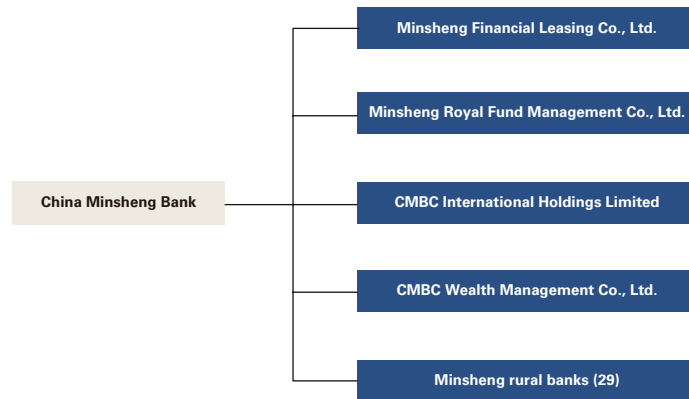 Minsheng Financial Leasing Co., Ltd.
Minsheng Royal Fund Management Co., Ltd.
China Minsheng Bank
CMBC International Holdings Limited
CMBC Wealth Management Co., Ltd.
Minsheng rural banks (29)